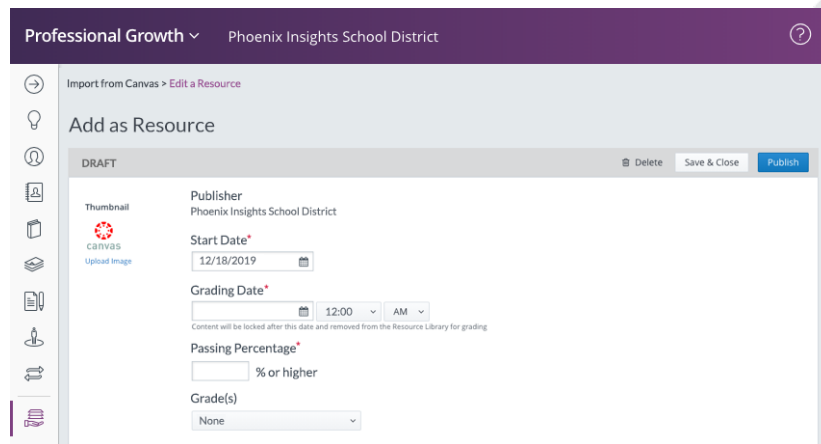 Professional Growth Phoenix Insights School District ?
Import from Canvas > Edit a Resource
Add as Resource
DRAFT Delete Save & Close Publish
Thumbnail
canvas
Upload Image
Publisher
Phoenix Insights School District
Start Date*
12/18/2019
Grading Date*
12:00 AM
Content will be locked after this date and removed from the Resource Library for grading
Passing Percentage*
% or higher
Grade(s)
None